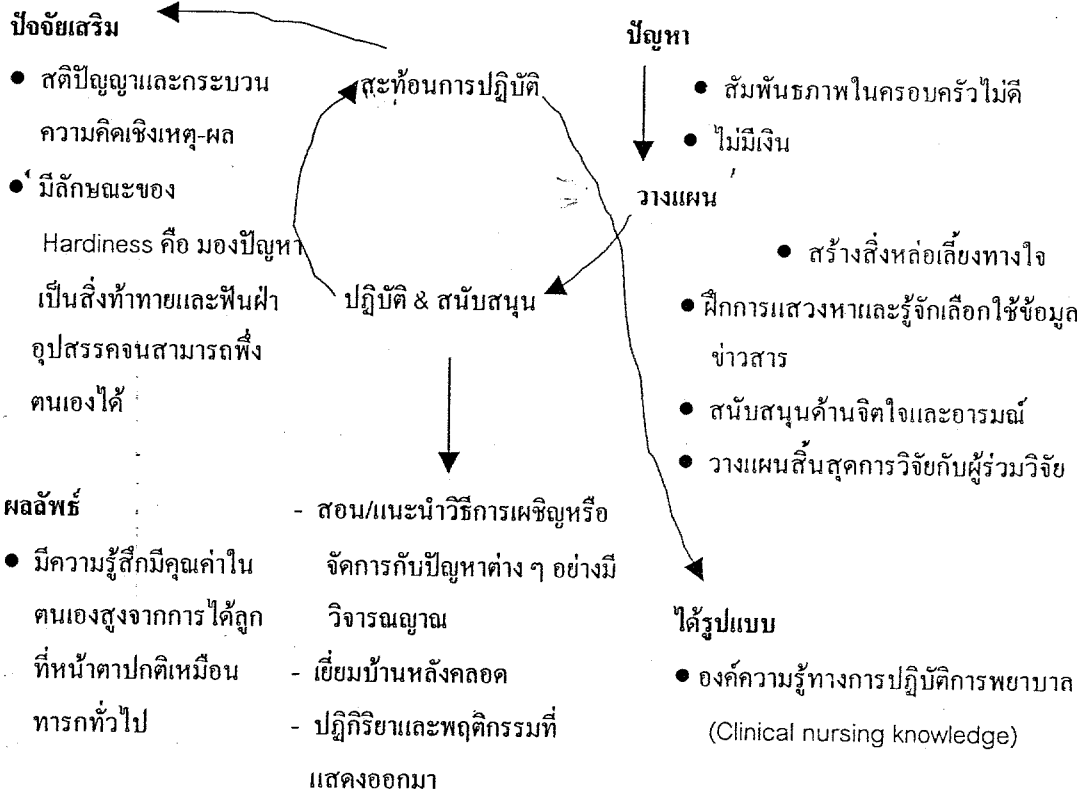 ปัจจัยเสริม
● สติปัญญาและกระบวน
ความคิดเชิงเหตุ-ผล
● มีลักษณะของ
Hardiness คือ มองปัญหา
เป็นสิ่งท้าทายและฟันฝ่า
อุปสรรคจนสามารถพึ่ง
ตนเองได้
สะท้อนการปฏิบัติ
ปฏิบัติ & สนับสนุน
ปัญหา
● สัมพันธภาพในครอบครัวไม่ดี
● ไม่มีเงิน
วางแผน
● สร้างสิ่งหล่อเลี้ยงทางใจ
● ฝึกการแสวงหาและรู้จักเลือกใช้ข้อมูล
ข่าวสาร
● สนับสนุนด้านจิตใจและอารมณ์
● วางแผนสิ้นสุดการวิจัยกับผู้ร่วมวิจัย
ผลลัพธ์
● มีความรู้สึกมีคุณค่าใน
ตนเองสูงจากการได้ลูก
ที่หน้าตาปกติเหมือน
ทารกทั่วไป
- สอน/แนะนำวิธีการเผชิญหรือ
จัดการกับปัญหาต่าง ๆ อย่างมี
วิจารณญาณ
- เยี่ยมบ้านหลังคลอด
- ปฏิกิริยาและพฤติกรรมที่
แสดงออกมา
ได้รูปแบบ
● องค์ความรู้ทางการปฏิบัติการพยาบาล
(Clinical nursing knowledge)